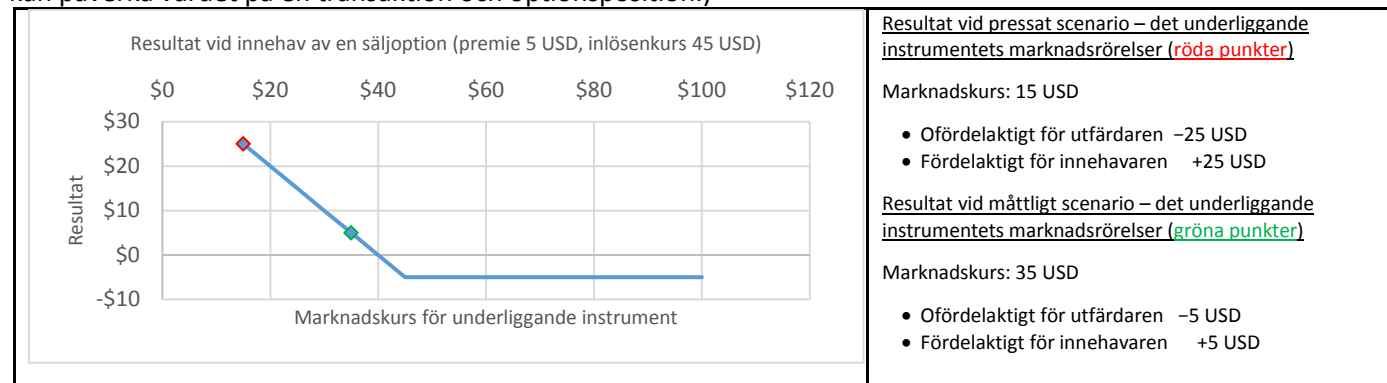 kan påverka värdet på en transaktion och optionsposition.)
Resultat vid innehav av en säljoption (premie 5 USD, inlösenkurs 45 USD)
$0 $20 $40 $60 $80 $100 $120
$30
$20
$10
$0
-$10
Resultat
Marknadskurs för underliggande instrument
Resultat vid pressat scenario – det underliggande
instrumentets marknadsrörelser (röda punkter)
Marknadskurs: 15 USD
• Ofördelaktigt för utfärdaren −25 USD
• Fördelaktigt för innehavaren +25 USD
Resultat vid måttligt scenario – det underliggande
instrumentets marknadsrörelser (gröna punkter)
Marknadskurs: 35 USD
• Ofördelaktigt för utfärdaren −5 USD
• Fördelaktigt för innehavaren +5 USD